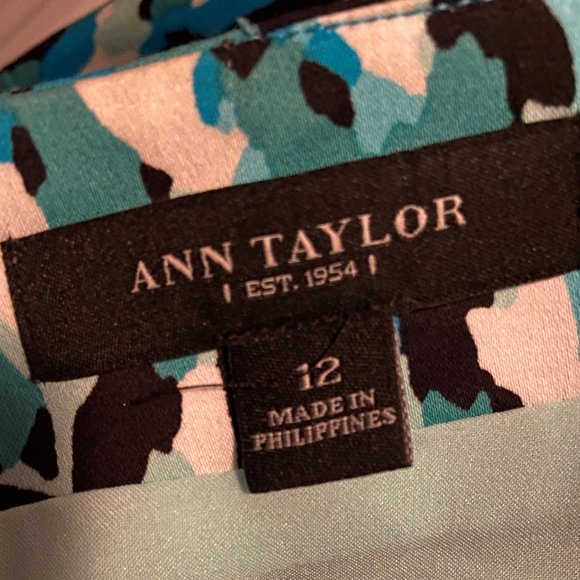 ANN TAYLOR
EST. 1954
12
MADE IN
PHILIPPINES